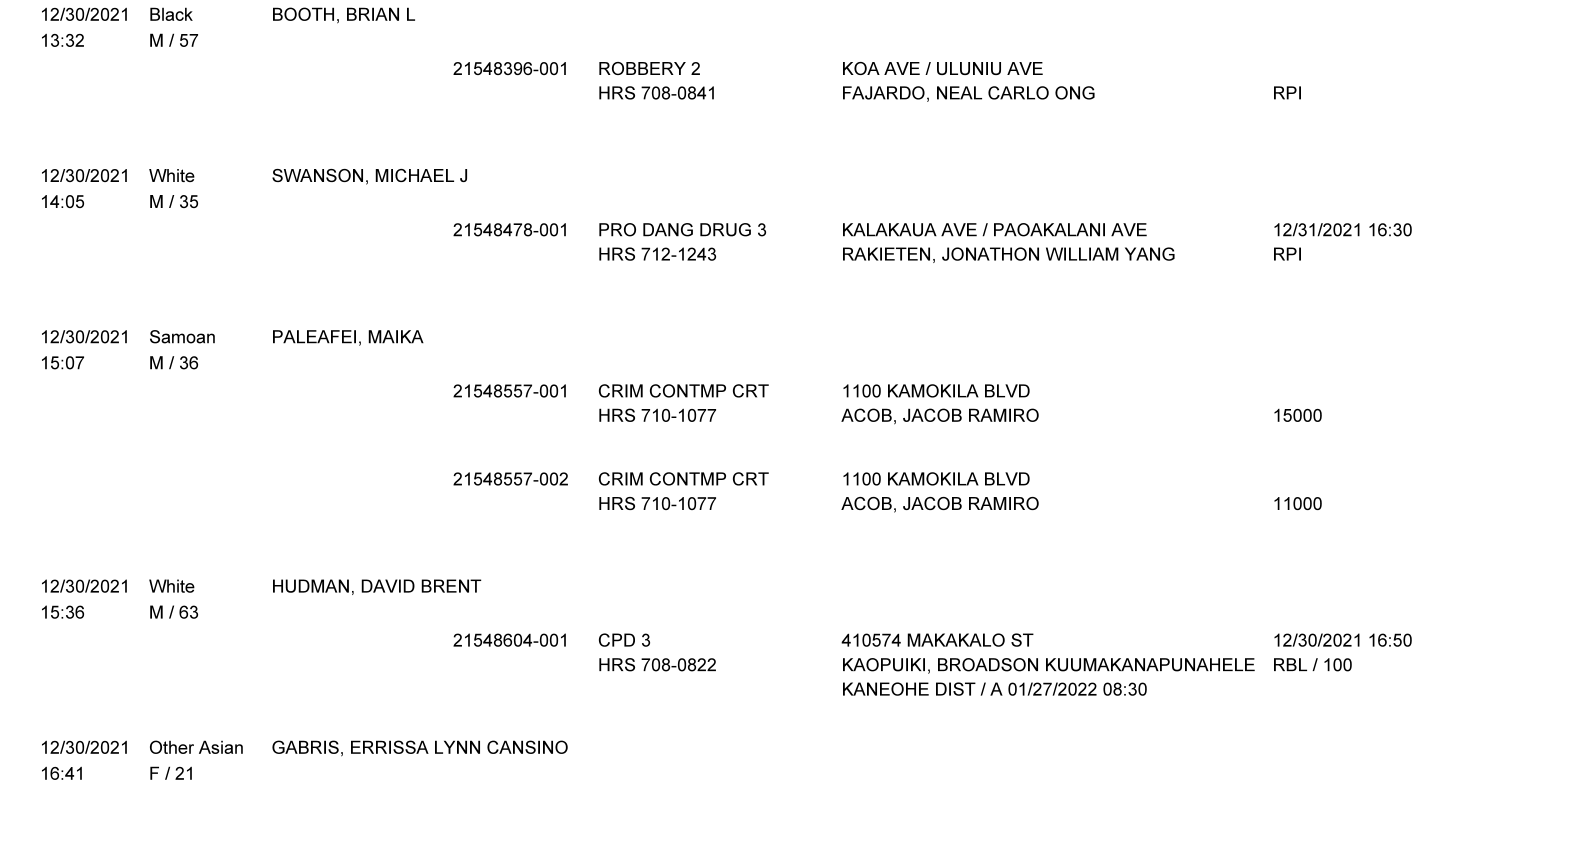 12/30/2021 Black BOOTH, BRIAN L
13:32 M / 57
21548396-001 ROBBERY 2 KOA AVE / ULUNIU AVE
HRS 708-0841 FAJARDO, NEAL CARLO ONG RPI
12/30/2021 White SWANSON, MICHAEL J
14:05 M / 35
21548478-001 PRO DANG DRUG 3 KALAKAUA AVE / PAOAKALANI AVE 12/31/2021 16:30
HRS 712-1243 RAKIETEN, JONATHON WILLIAM YANG RPI
12/30/2021 Samoan PALEAFEI, MAIKA
15:07 M / 36
21548557-001 CRIM CONTMP CRT 1100 KAMOKILA BLVD
HRS 710-1077 ACOB, JACOB RAMIRO 15000
21548557-002 CRIM CONTMP CRT 1100 KAMOKILA BLVD
HRS 710-1077 ACOB, JACOB RAMIRO 11000
12/30/2021 White HUDMAN, DAVID BRENT
15:36 M / 63
21548604-001 CPD 3 410574 MAKAKALO ST 12/30/2021 16:50
HRS 708-0822 KAOPUIKI, BROADSON KUUMAKANAPUNAHELE RBL / 100
KANEOHE DIST / A 01/27/2022 08:30
12/30/2021 Other Asian GABRIS, ERRISSA LYNN CANSINO
16:41 F / 21